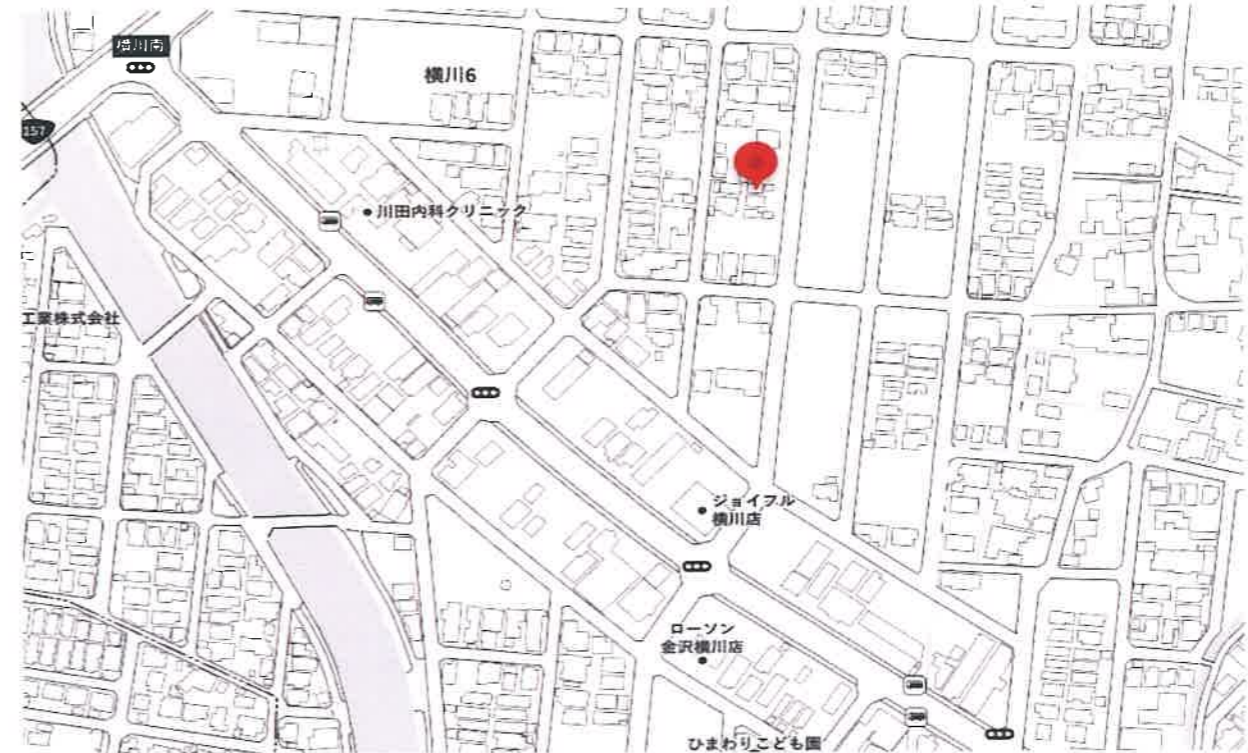 横川南
横川6
157
川田内科クリニック
工業株式会社
ジョイフル
横川店
ローソン
金沢横川店
ひまわりこども園